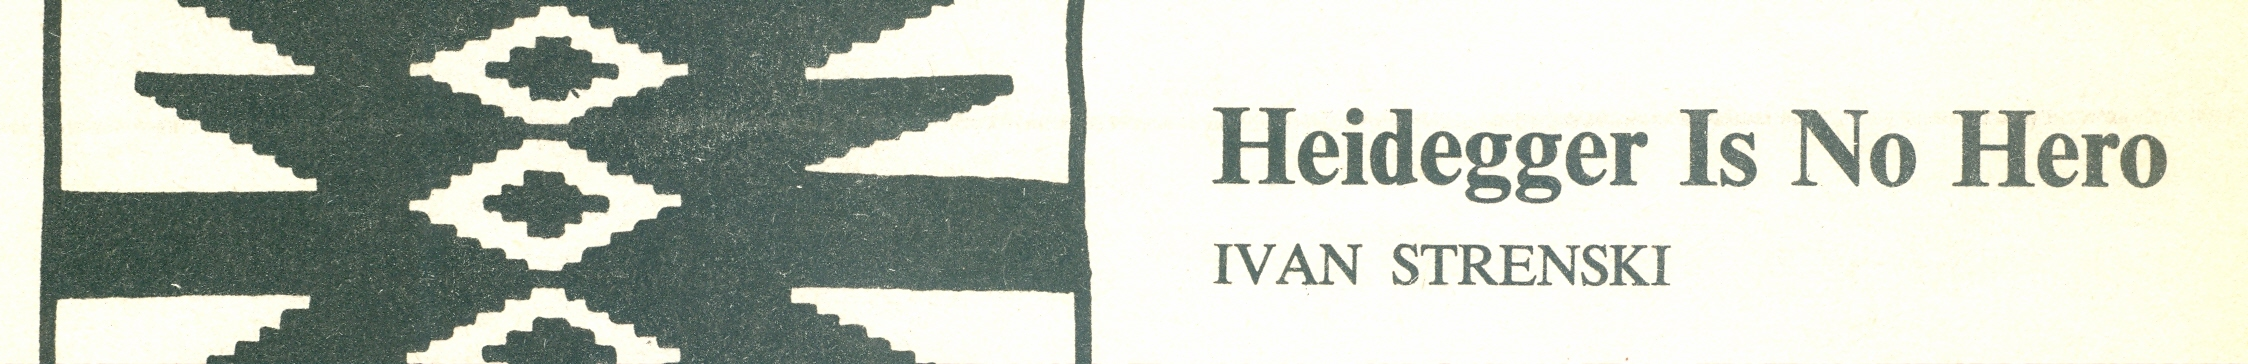 Heidegger Is No Hero
IVAN STRENSKI